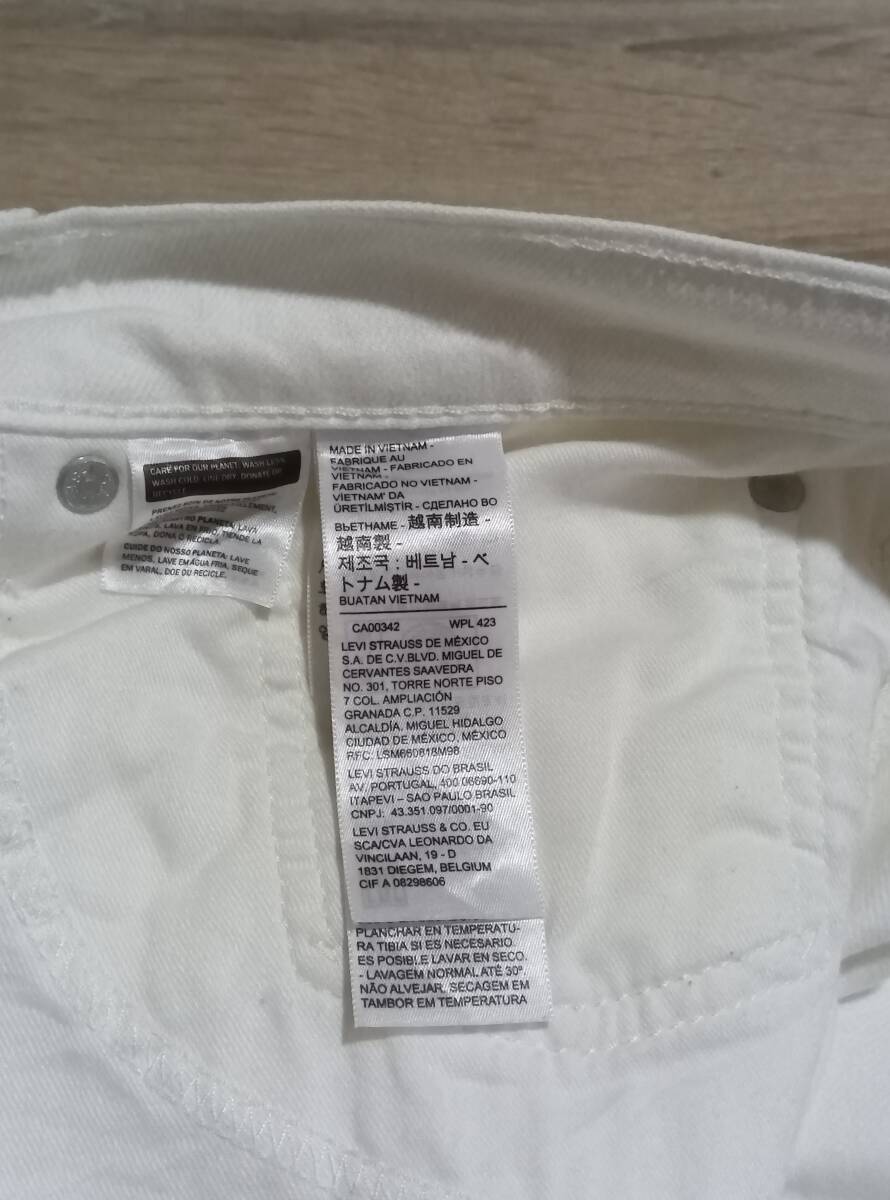 CARE FOR OUR PLANET: WASH LESS,
WASH COLD, LINE DRY, DONATE OR
RECYCLE.
GUIDE DO NOSSO PLANETA: LAVE
MENOS, LAVE EM ÁGUA FRIA, SEQUE
EM VARAL, DOE OU RECICLE.
MADE IN VIETNAM -
FABRIQUE AU
VIETNAM - FABRICADO EN
VIETNAM -
FABRICADO NO VIETNAM -
VİETNAM' DA
ÜRETİLMİŞTİR - СДЕЛАНО ВО
ВЬЕТНАМЕ - 越南制造 -
越南製 -
제조국 : 베트남 - ベ
トナム製 -
BUATAN VIETNAM
CA00342 WPL 423
LEVI STRAUSS DE MÉXICO
S.A. DE C.V.BLVD. MIGUEL DE
CERVANTES SAAVEDRA
NO. 301, TORRE NORTE PISO
7 COL. AMPLIACIÓN
GRANADA C.P. 11529
ALCALDÍA. MIGUEL HIDALGO
CIUDAD DE MÉXICO, MÉXICO
RFC: LSM660818M98
LEVI STRAUSS DO BRASIL
AV. PORTUGAL, 400 06690-110
ITAPEVI – SAO PAULO BRASIL
CNPJ: 43.351.097/0001-90
LEVI STRAUSS & CO. EU
SCA/CVA LEONARDO DA
VINCILAAN, 19 - D
1831 DIEGEM, BELGIUM
CIF A 08298606
PLANCHAR EN TEMPERATU-
RA TIBIA SI ES NECESARIO.
ES POSIBLE LAVAR EN SECO.
- LAVAGEM NORMAL ATÉ 30°.
NÃO ALVEJAR. SECAGEM EM
TAMBOR EM TEMPERATURA